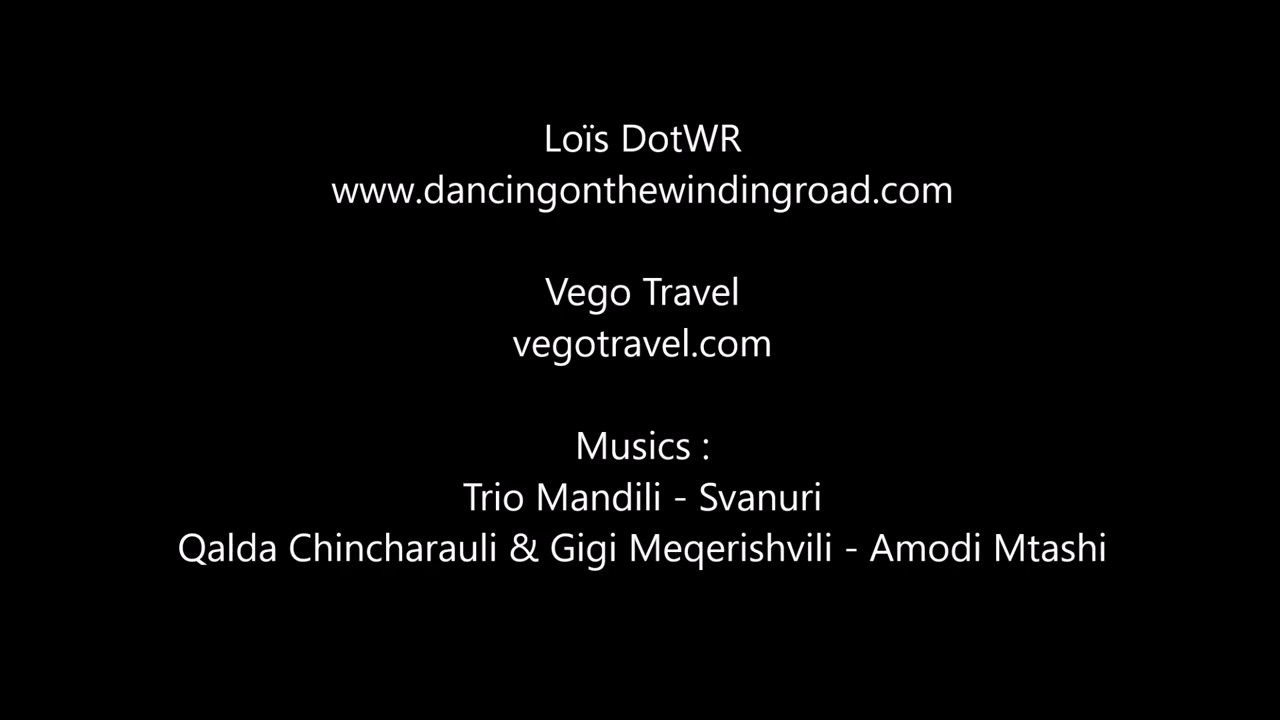 Loïs DotWR
www.dancingonthewindingroad.com
Vego Travel
vegotravel.com
Musics :
Trio Mandili - Svanuri
Qalda Chincharauli & Gigi Meqerishvili - Amodi Mtashi